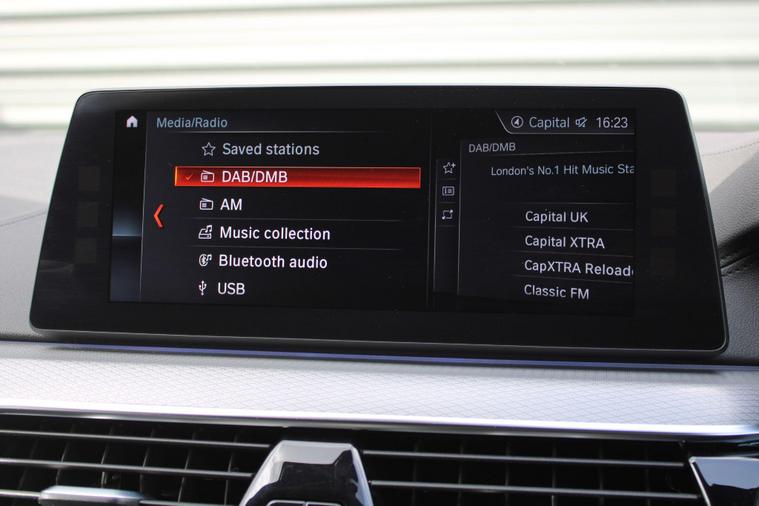 Media/Radio
Capital 16:23
Saved stations
DAB/DMB
AM
Music collection
Bluetooth audio
USB
DAB/DMB
London's No.1 Hit Music Sta
Capital UK
Capital XTRA
CapXTRA Reload
Classic FM